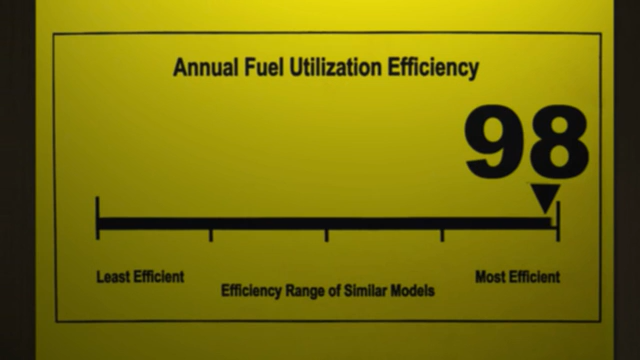 Annual Fuel Utilization Efficiency
98
Least Efficient
Most Efficient
Efficiency Range of Similar Models